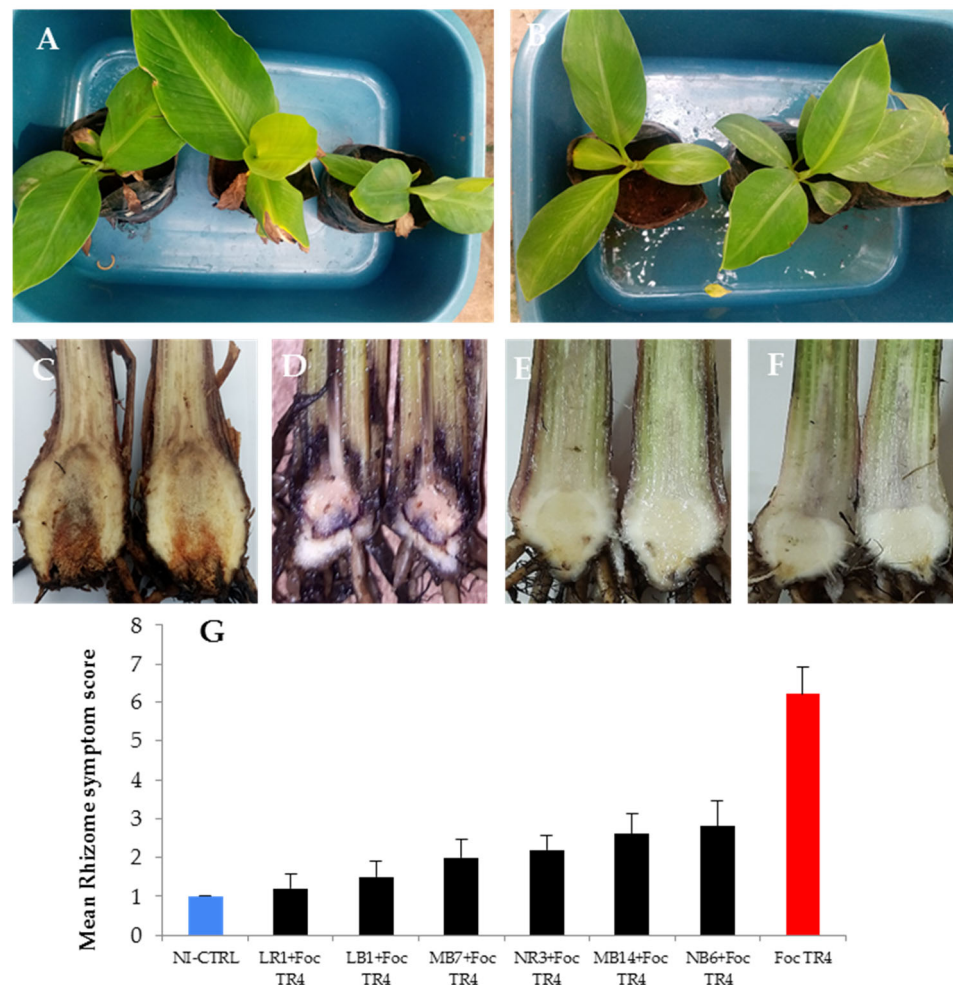 A
B
C
D
E
F
G
Mean Rhizome symptom score
8
7
6
5
4
3
2
1
0
NI-CTRL LR1+Foc LB1+Foc MB7+Foc NR3+Foc MB14+Foc NB6+Foc Foc TR4
TR4 TR4 TR4 TR4 TR4 TR4